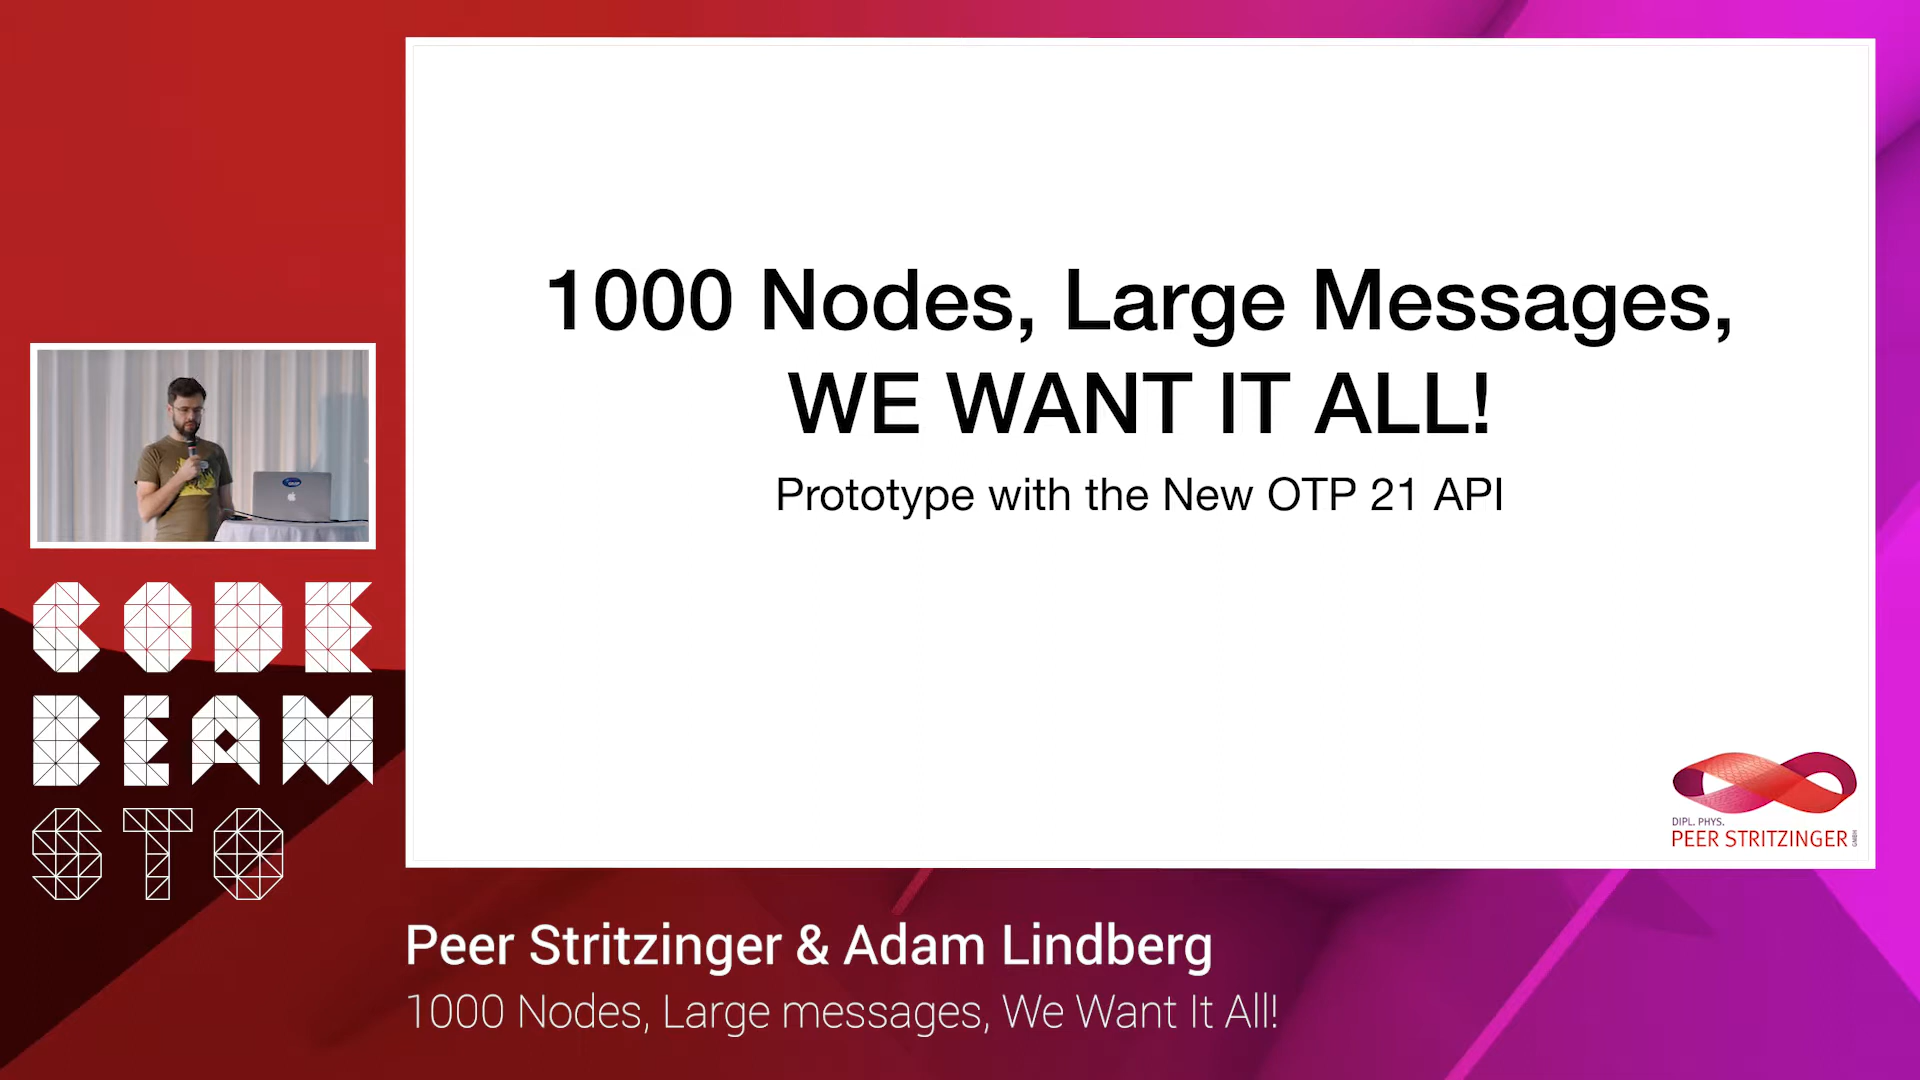 1000 Nodes, Large Messages,
WE WANT IT ALL!
Prototype with the New OTP 21 API
DIPL. PHYS.
PEER STRITZINGER GMBH
CODE
BEAM
STO
Peer Stritzinger & Adam Lindberg
1000 Nodes, Large messages, We Want It All!